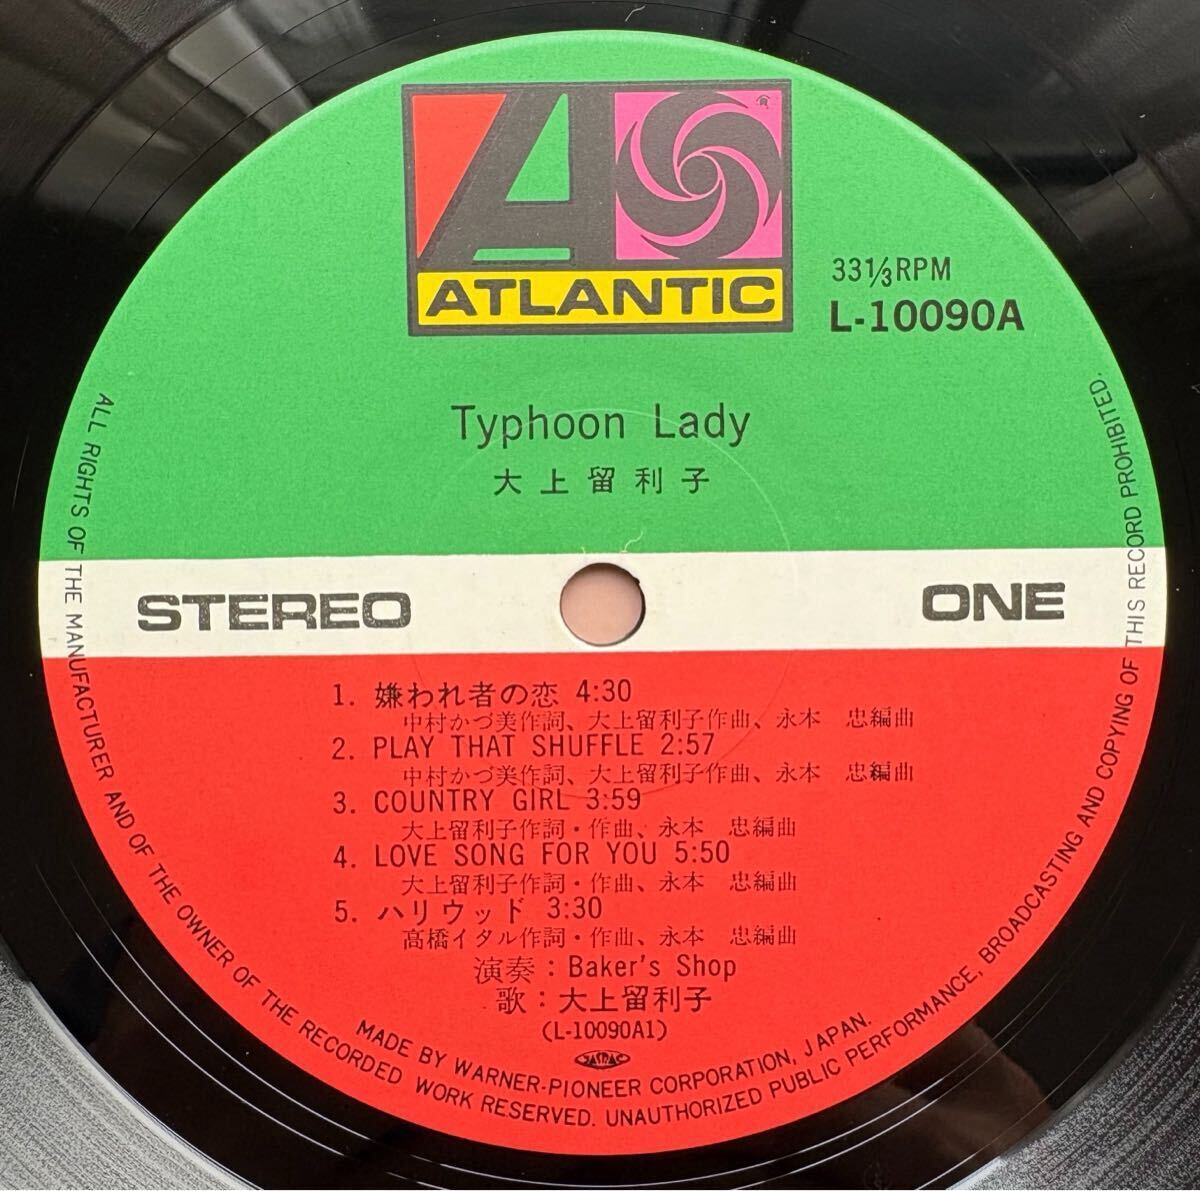 ATLANTIC
33⅓RPM
L-10090A
Typhoon Lady
大上留利子
STEREO
ONE
1. 嫌われ者の恋 4:30
中村かづ美作詞、大上留利子作曲、永本 忠編曲
2. PLAY THAT SHUFFLE 2:57
中村かづ美作詞、大上留利子作曲、永本 忠編曲
3. COUNTRY GIRL 3:59
大上留利子作詞・作曲、永本 忠編曲
4. LOVE SONG FOR YOU 5:50
大上留利子作詞・作曲、永本 忠編曲
5. ハリウッド 3:30
高橋イタル作詞・作曲、永本 忠編曲
演奏：Baker's Shop
歌：大上留利子
(L-10090A1)
JASRAC
MADE BY WARNER-PIONEER CORPORATION, JAPAN.
ALL RIGHTS OF THE MANUFACTURER AND OF THE OWNER OF THE RECORDED WORK RESERVED. UNAUTHORIZED PUBLIC PERFORMANCE, BROADCASTING AND COPYING OF THIS RECORD PROHIBITED.